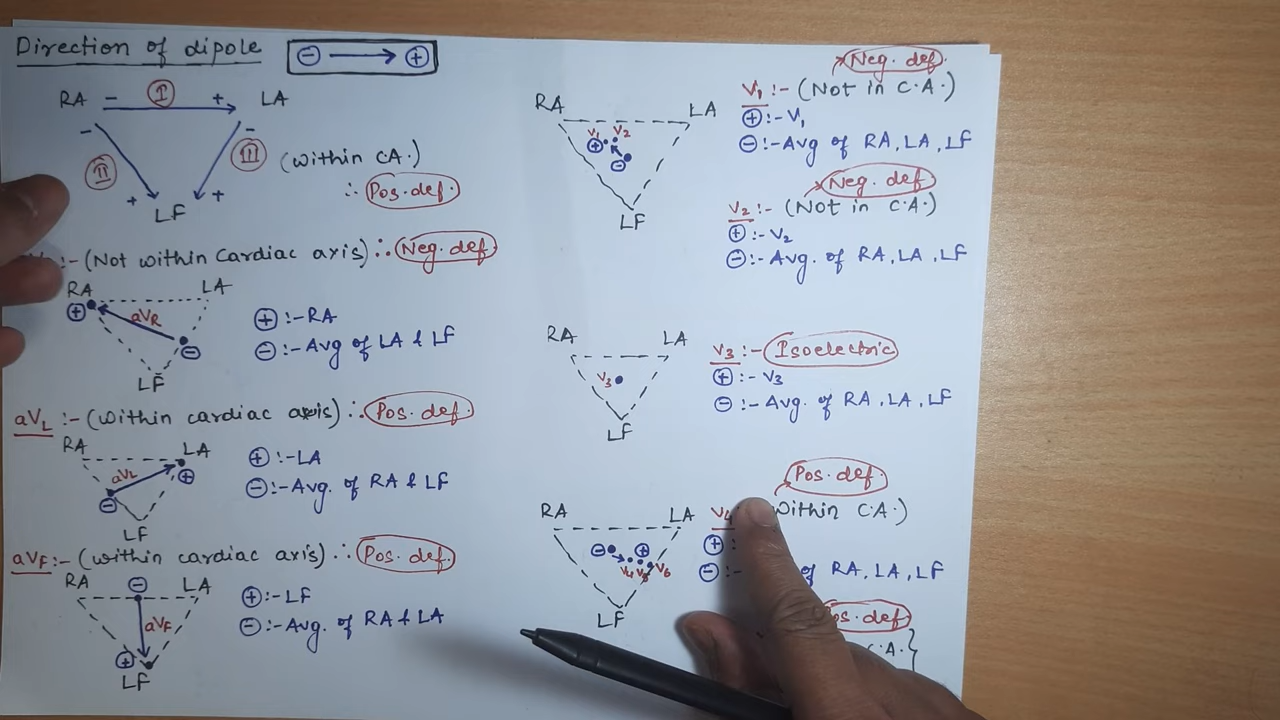 Direction of dipole ⊖ → ⊕
RA - I + LA
- II + - III +
LF
(within CA.)
∴ Pos. def.
:- (Not within Cardiac axis) ∴ Neg. def
RA LA
⊕ aVR ⊖
LF
⊕ :- RA
⊖ :- Avg of LA & LF
aVL :- (within cardiac axis) ∴ Pos. def.
RA LA
aVL
⊖ ⊕
LF
⊕ :- LA
⊖ :- Avg. of RA & LF
aVF :- (within cardiac axis) ∴ Pos. def.
RA ⊖ LA
aVF
⊕
LF
⊕ :- LF
⊖ :- Avg. of RA & LA
RA LA
V1 V2
⊕
⊖
LF
Neg. def.
V1 :- (Not in C.A.)
⊕ :- V1
⊖ :- Avg of RA, LA, LF
Neg. def
V2 :- (Not in C.A.)
⊕ :- V2
⊖ :- Avg. of RA, LA, LF
RA LA
V3
LF
V3 :- Isoelectric
⊕ :- V3
⊖ :- Avg. of RA, LA, LF
RA LA
⊖ ⊕
V4 V5 V6
LF
Pos. def.
V4 within C.A.)
⊕ :
⊖ :- of RA, LA, LF
Pos. def
C.A.}